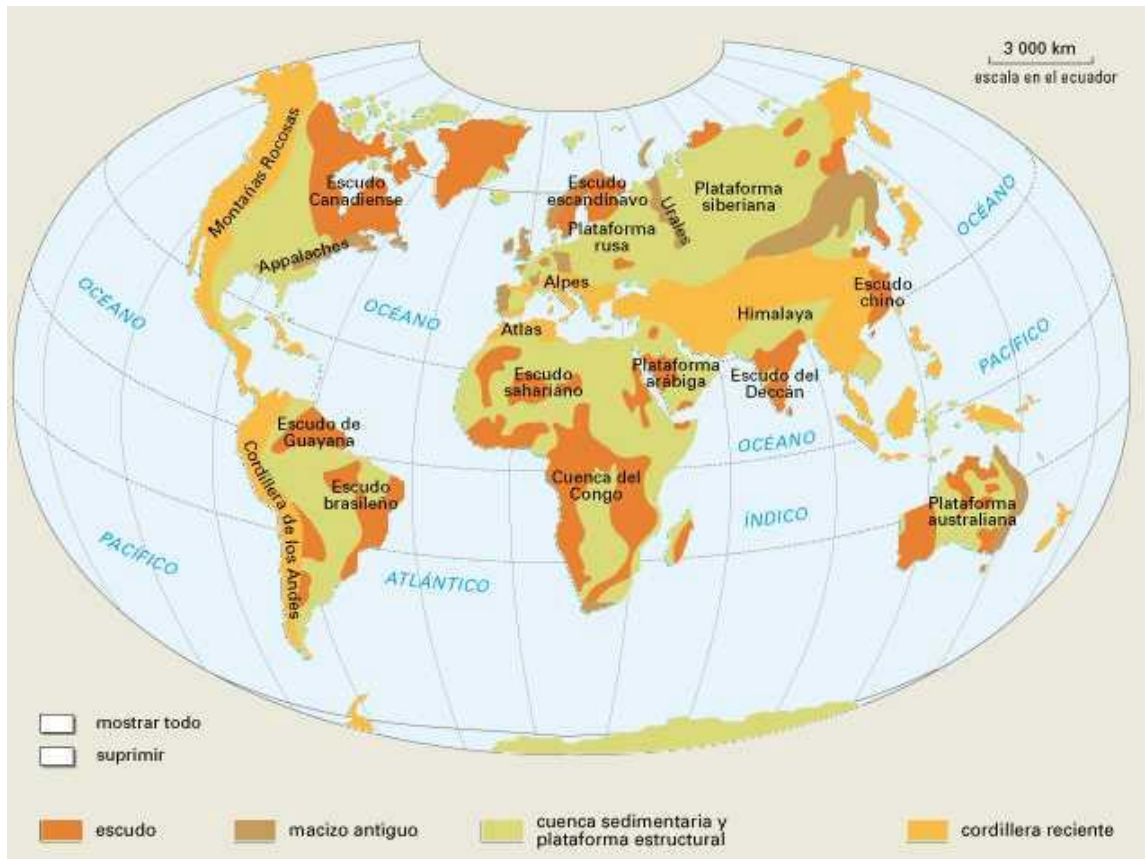 3 000 km
escala en el ecuador
Montañas Rocosas
Escudo
Canadiense
Appalaches
Escudo
escandinavo
Plataforma
rusa
Urales
Plataforma
siberiana
OCÉANO
OCÉANO
OCÉANO
Alpes
Atlas
Himalaya
Escudo
chino
PACÍFICO
Escudo
sahariano
Plataforma
arábiga
Escudo del
Deccán
Escudo de
Guayana
Cordillera de los Andes
Escudo
brasileño
Cuenca del
Congo
OCÉANO
ÍNDICO
Plataforma
australiana
PACÍFICO
ATLÁNTICO
mostrar todo
suprimir
escudo
macizo antiguo
cuenca sedimentaria y
plataforma estructural
cordillera reciente